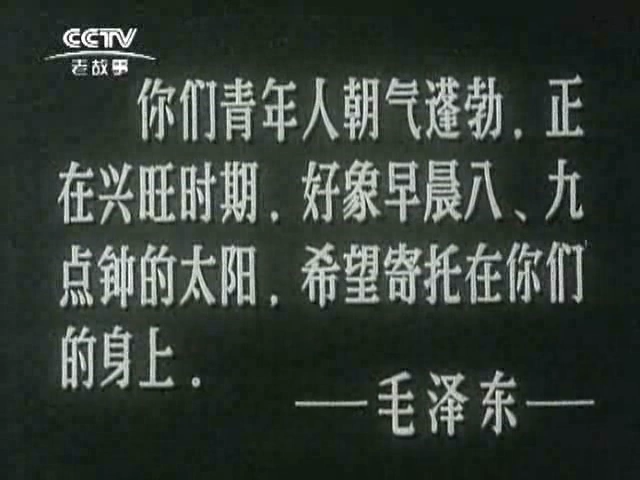 CCTV
老故事
你们青年人朝气蓬勃，正
在兴旺时期，好象早晨八、九
点钟的太阳，希望寄托在你们
的身上。
——毛泽东——